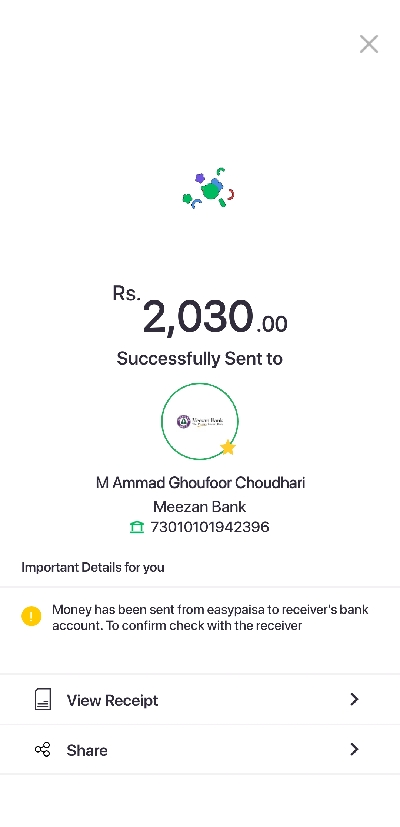 Rs. 2,030.00
Successfully Sent to
Meezan Bank
M Ammad Ghoufoor Choudhari
Meezan Bank
73010101942396
Important Details for you
Money has been sent from easypaisa to receiver's bank
account. To confirm check with the receiver
View Receipt
Share